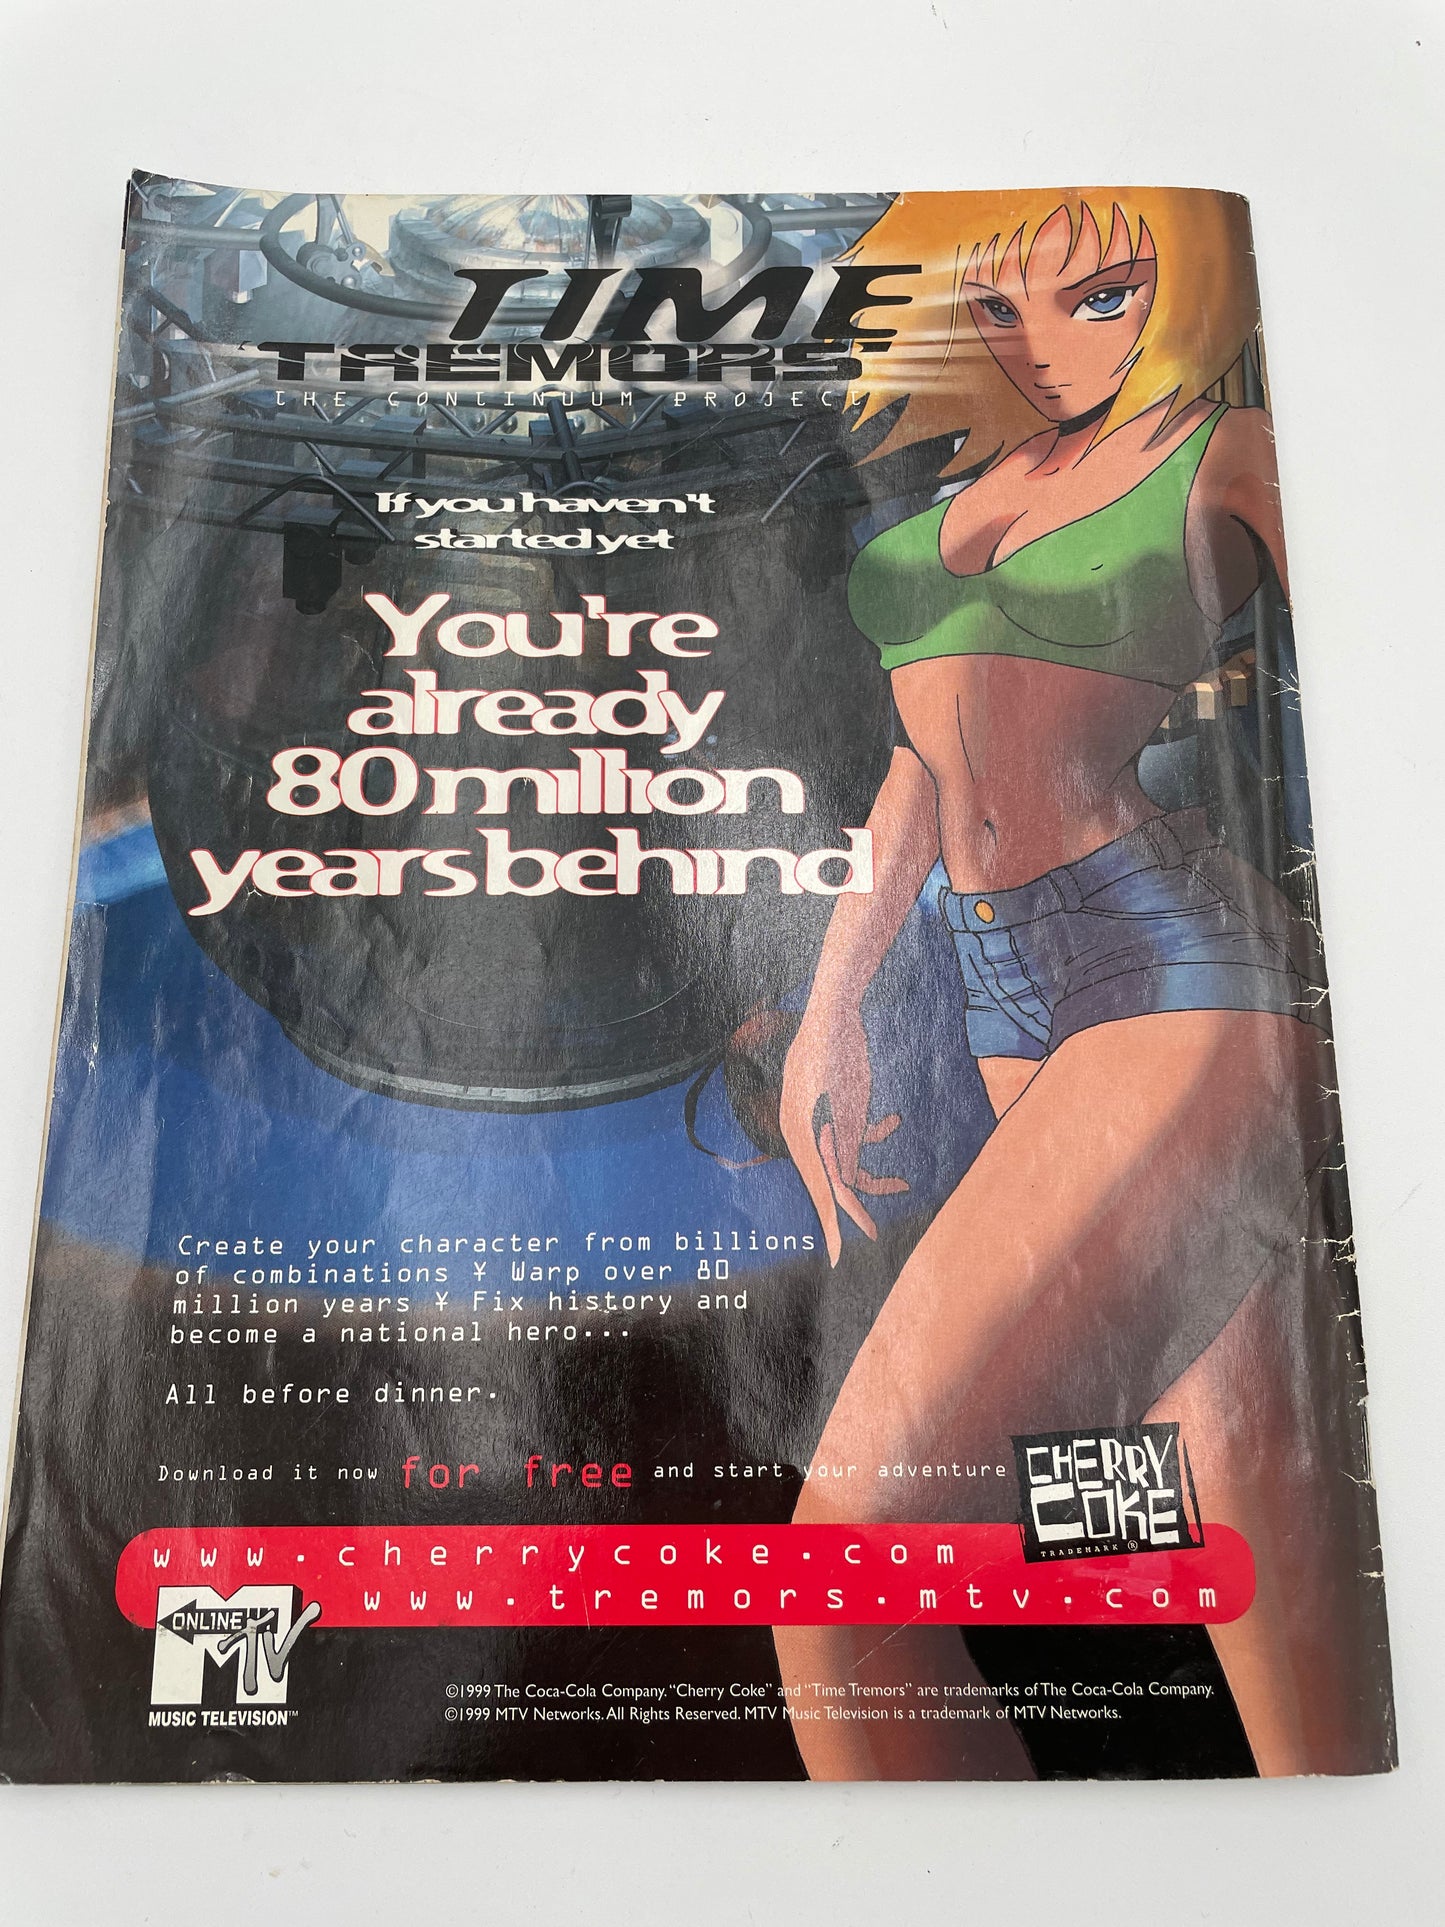 TIME
TREMORS
THE CONTINUUM PROJECT
If you haven't
started yet
You're
already
80 million
years behind
Create your character from billions
of combinations ¥ Warp over 80
million years ¥ Fix history and
become a national hero...
All before dinner.
Download it now for free and start your adventure
CHERRY
COKE
TRADEMARK ®
www.cherrycoke.com
www.tremors.mtv.com
ONLINE
MTV
MUSIC TELEVISION™
©1999 The Coca-Cola Company. "Cherry Coke" and "Time Tremors" are trademarks of The Coca-Cola Company.
©1999 MTV Networks. All Rights Reserved. MTV Music Television is a trademark of MTV Networks.